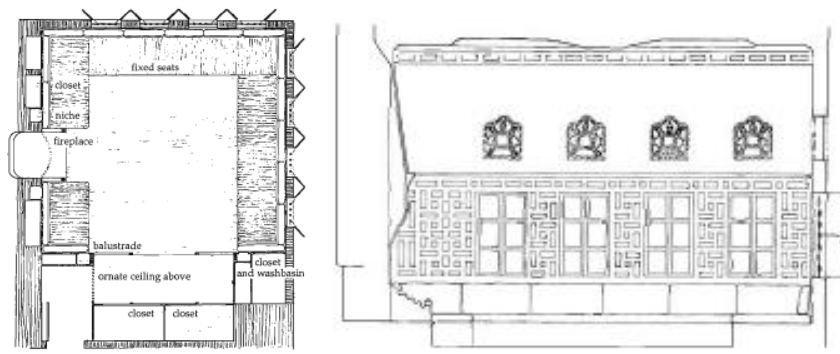 fixed seats
closet
niche
fireplace
balustrade
closet
and washbasin
ornate ceiling above
closet closet